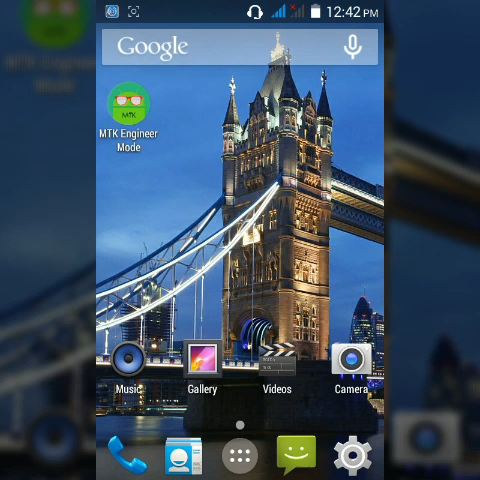 12:42 PM
Google
MTK
MTK Engineer
Mode
Music
Gallery
Videos
Camera